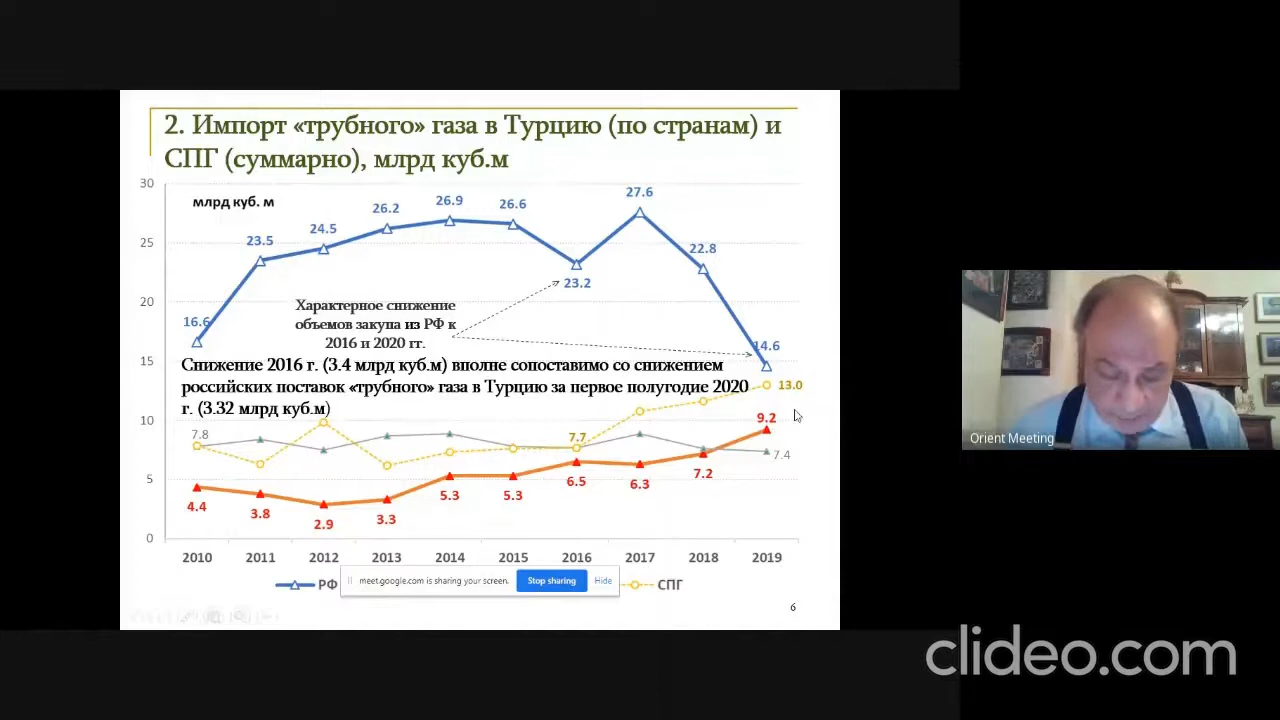 2. Импорт «трубного» газа в Турцию (по странам) и
СПГ (суммарно), млрд куб.м
30
млрд куб. м
25
20
15
10
5
0
16.6
23.5
24.5
26.2
26.9
26.6
23.2
27.6
22.8
14.6
Характерное снижение
объемов закупа из РФ к
2016 и 2020 гг.
Снижение 2016 г. (3.4 млрд куб.м) вполне сопоставимо со снижением
российских поставок «трубного» газа в Турцию за первое полугодие 2020
г. (3.32 млрд куб.м)
13.0
7.8
7.7
9.2
7.4
4.4
3.8
2.9
3.3
5.3
5.3
6.5
6.3
7.2
2010 2011 2012 2013 2014 2015 2016 2017 2018 2019
РФ
meet.google.com is sharing your screen.
Stop sharing
Hide
СПГ
6
Orient Meeting
clideo.com